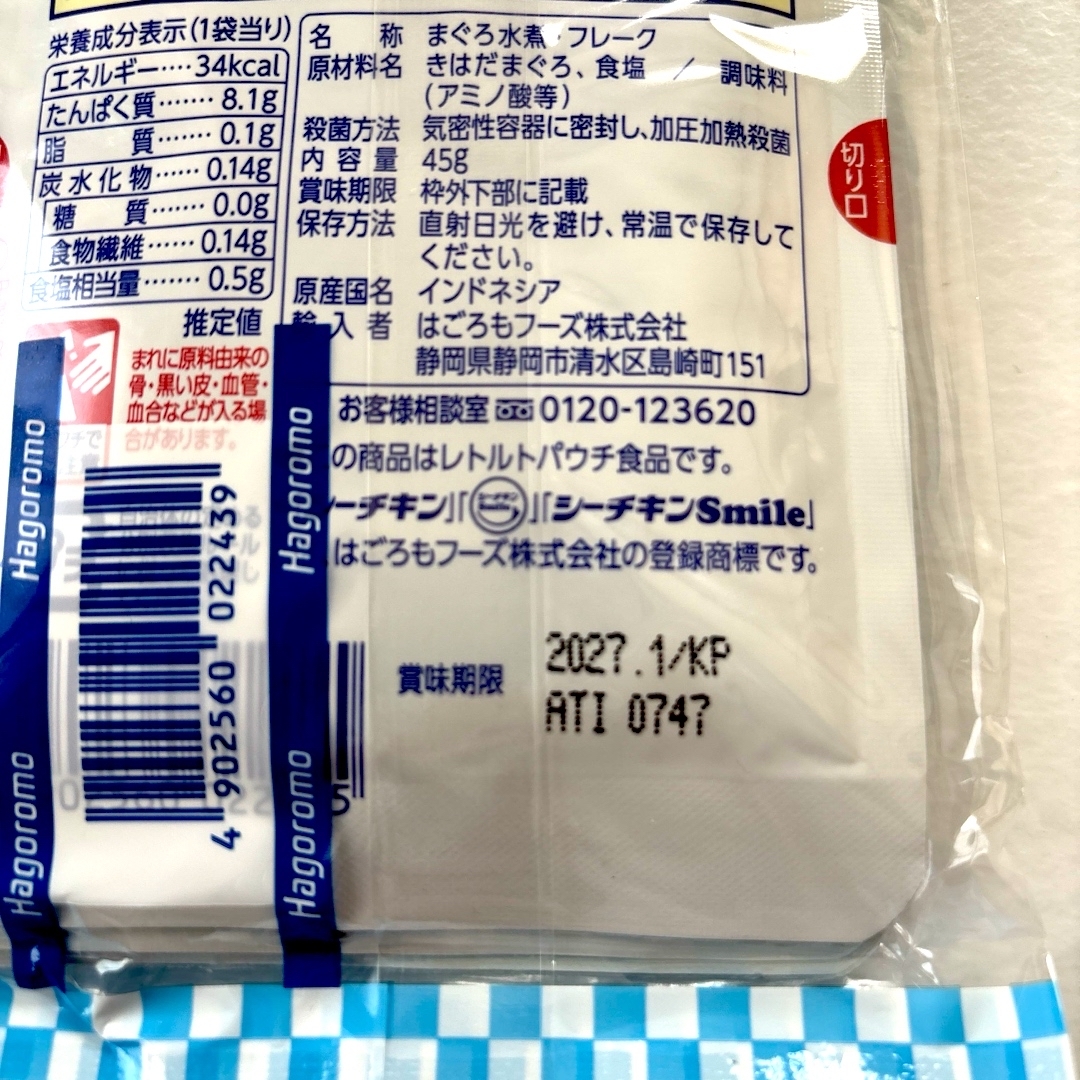 栄養成分表示(1袋当り)
エネルギー…‥34kcal
たんぱく質……‥8.1g
脂 質……‥0.1g
炭水化物……‥0.14g
糖 質……‥0.0g
食物繊維……‥0.14g
食塩相当量……‥0.5g
推定値
名 称 まぐろ水煮・フレーク
原材料名 きはだまぐろ、食塩 / 調味料
(アミノ酸等)
殺菌方法 気密性容器に密封し、加圧加熱殺菌
内容量 45g
賞味期限 枠外下部に記載
保存方法 直射日光を避け、常温で保存して
ください。
原産国名 インドネシア
輸入者 はごろもフーズ株式会社
静岡県静岡市清水区島崎町151
お客様相談室 0120-123620
の商品はレトルトパウチ食品です。
ーチキン」「 」「シーチキンSmile」
はごろもフーズ株式会社の登録商標です。
まれに原料由来の
骨・黒い皮・血管・
血合などが入る場
合があります。
切り口
賞味期限
2027.1/KP
ATI 0747
4 902560 022439
Hagoromo
Hagoromo
Hagoromo
Hagoromo